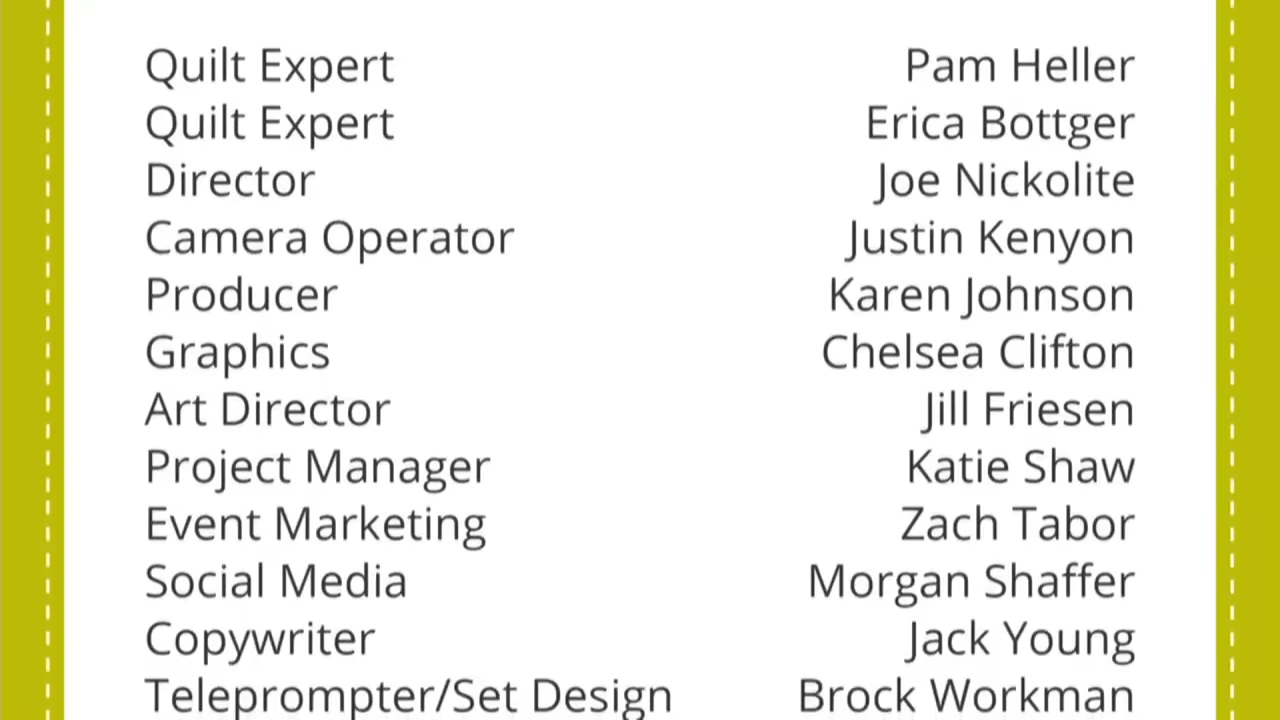 Quilt Expert Pam Heller
Quilt Expert Erica Bottger
Director Joe Nickolite
Camera Operator Justin Kenyon
Producer Karen Johnson
Graphics Chelsea Clifton
Art Director Jill Friesen
Project Manager Katie Shaw
Event Marketing Zach Tabor
Social Media Morgan Shaffer
Copywriter Jack Young
Teleprompter/Set Design Brock Workman